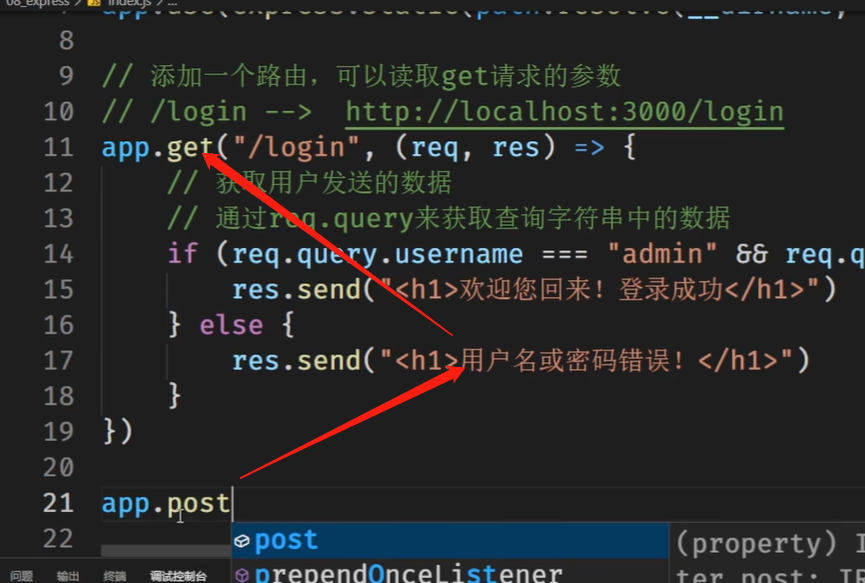 08_express > JS index.js > ...
app.use(express.static(path.resolve(__dirname,
8
9 // 添加一个路由，可以读取get请求的参数
10 // /login --> http://localhost:3000/login
11 app.get("/login", (req, res) => {
12 // 获取用户发送的数据
13 // 通过req.query来获取查询字符串中的数据
14 if (req.query.username === "admin" && req.q
15 res.send("<h1>欢迎您回来！登录成功</h1>")
16 } else {
17 res.send("<h1>用户名或密码错误！</h1>")
18 }
19 })
20
21 app.post
22 post (property) I
prependOnceListener ter.post: IR
问题 输出 终端 调试控制台